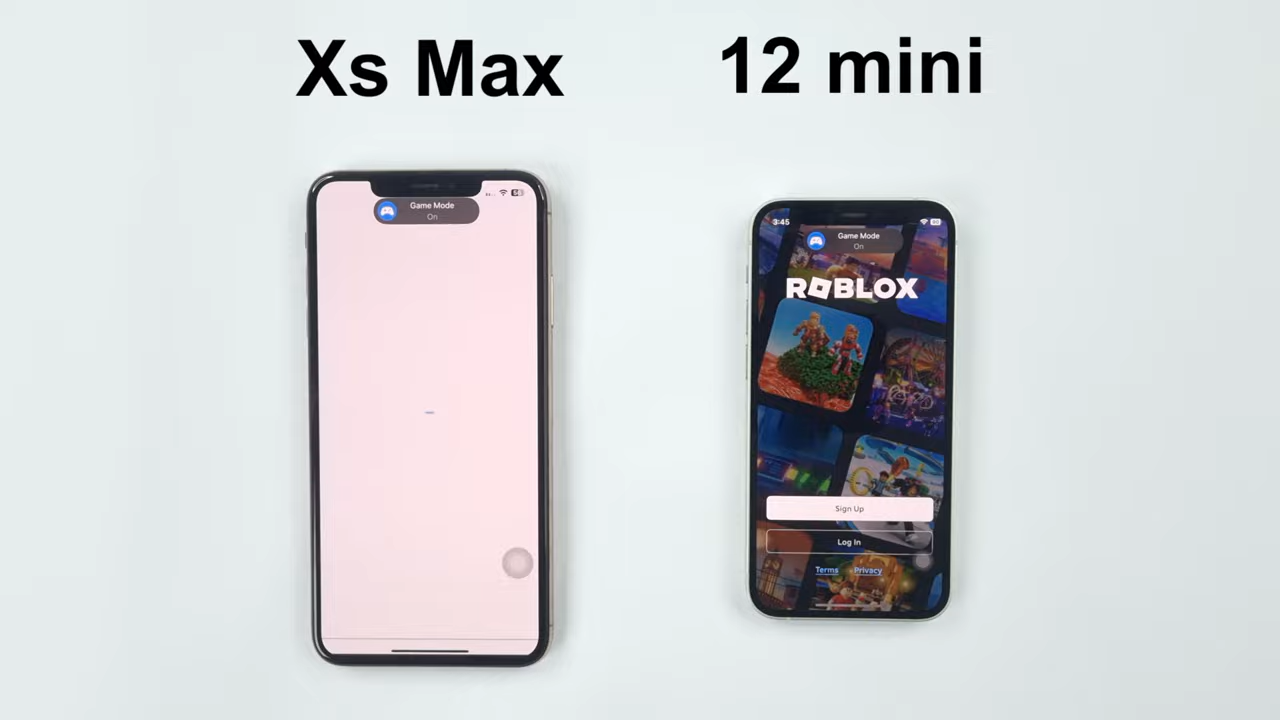 Xs Max
12 mini
Game Mode
On
3:45
Game Mode
On
ROBLOX
Sign Up
Log In
Terms Privacy